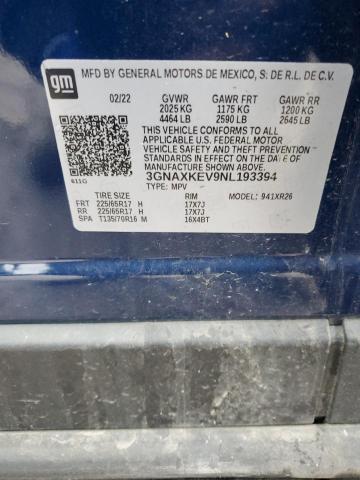 gm
MFD BY GENERAL MOTORS DE MEXICO, S. DE R.L. DE C.V.
02/22 GVWR GAWR FRT GAWR RR
2025 KG 1175 KG 1200 KG
4464 LB 2590 LB 2645 LB
THIS VEHICLE CONFORMS TO ALL APPLICABLE
U.S. FEDERAL MOTOR
VEHICLE SAFETY AND THEFT PREVENTION
STANDARDS IN EFFECT ON THE DATE OF
MANUFACTURE SHOWN ABOVE.
3GNAXKEV9NL193394
611G TYPE: MPV
TIRE SIZE RIM MODEL: 941XR26
FRT 225/65R17 H 17X7J
RR 225/65R17 H 17X7J
SPA T135/70R16 M 16X4BT